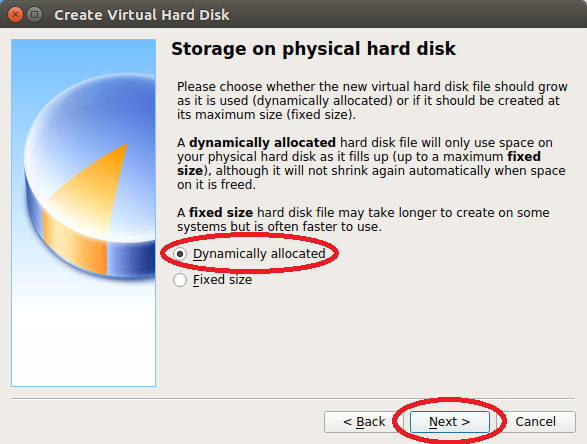 Create Virtual Hard Disk
Storage on physical hard disk
Please choose whether the new virtual hard disk file should grow
as it is used (dynamically allocated) or if it should be created at
its maximum size (fixed size).
A dynamically allocated hard disk file will only use space on
your physical hard disk as it fills up (up to a maximum fixed
size), although it will not shrink again automatically when space
on it is freed.
A fixed size hard disk file may take longer to create on some
systems but is often faster to use.
Dynamically allocated
Fixed size
< Back Next > Cancel